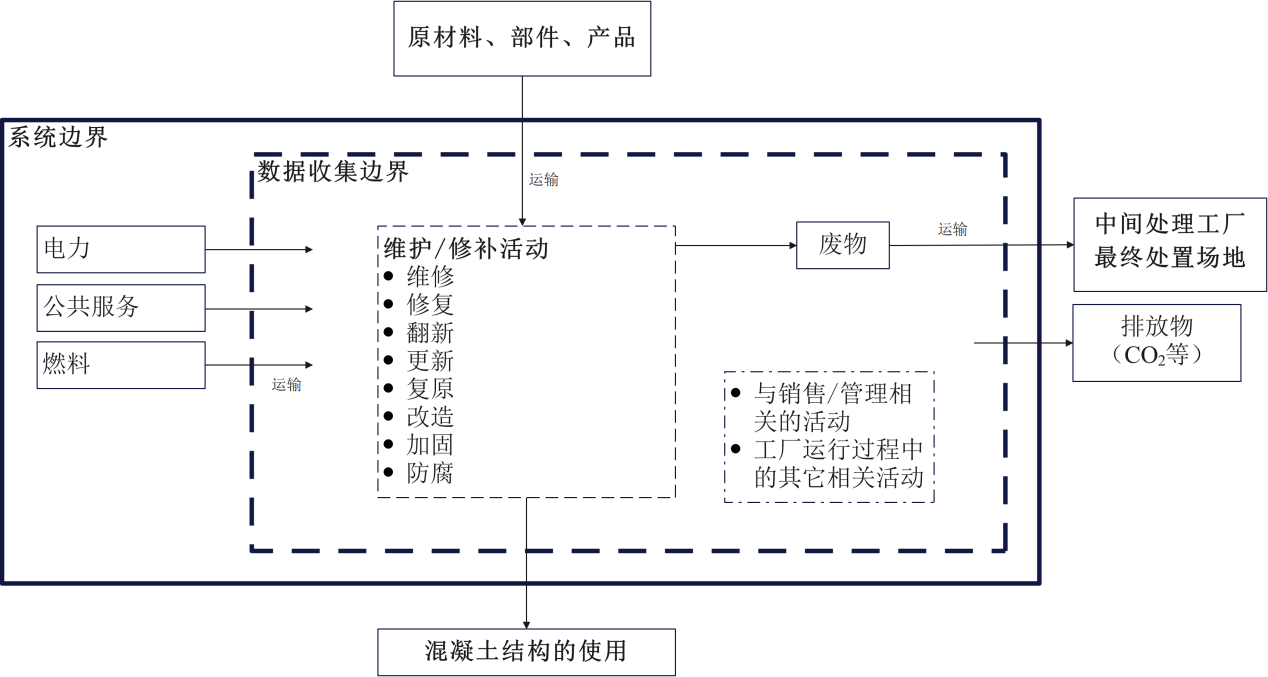 原材料、部件、产品
系统边界
数据收集边界
运输
电力
公共服务
燃料
运输
维护/修补活动
● 维修
● 修复
● 翻新
● 更新
● 复原
● 改造
● 加固
● 防腐
废物
运输
中间处理工厂
最终处置场地
排放物
（CO₂等）
● 与销售/管理相
关的活动
● 工厂运行过程中
的其它相关活动
混凝土结构的使用